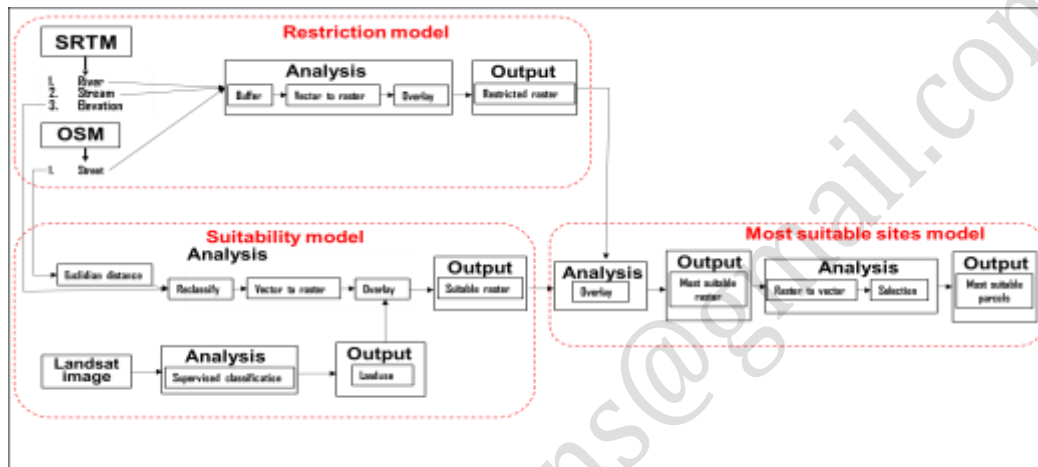 Restriction model
SRTM
1. River
2. Stream
3. Elevation
OSM
1. Street
Analysis
Buffer
Vector to raster
Overlay
Output
Restricted raster
Suitability model
Analysis
Euclidian distance
Reclassify
Vector to raster
Overlay
Output
Suitable raster
Landsat
image
Analysis
Supervised classification
Output
Landuse
Most suitable sites model
Analysis
Overlay
Output
Most suitable
raster
Analysis
Raster to vector
Selection
Output
Most suitable
parcels
ns@gmail.com